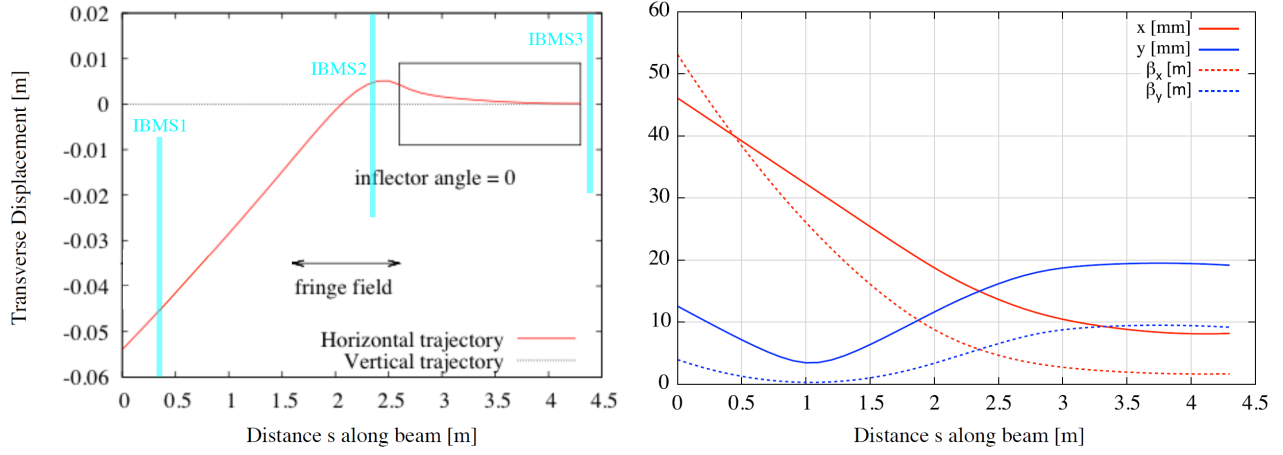 0.02
0.01
0
-0.01
-0.02
-0.03
-0.04
-0.05
-0.06
Transverse Displacement [m]
IBMS1
IBMS2
IBMS3
inflector angle = 0
fringe field
Horizontal trajectory
Vertical trajectory
0 0.5 1 1.5 2 2.5 3 3.5 4 4.5
Distance s along beam [m]
60
50
40
30
20
10
0
x [mm]
y [mm]
βx [m]
βy [m]
0 0.5 1 1.5 2 2.5 3 3.5 4 4.5
Distance s along beam [m]